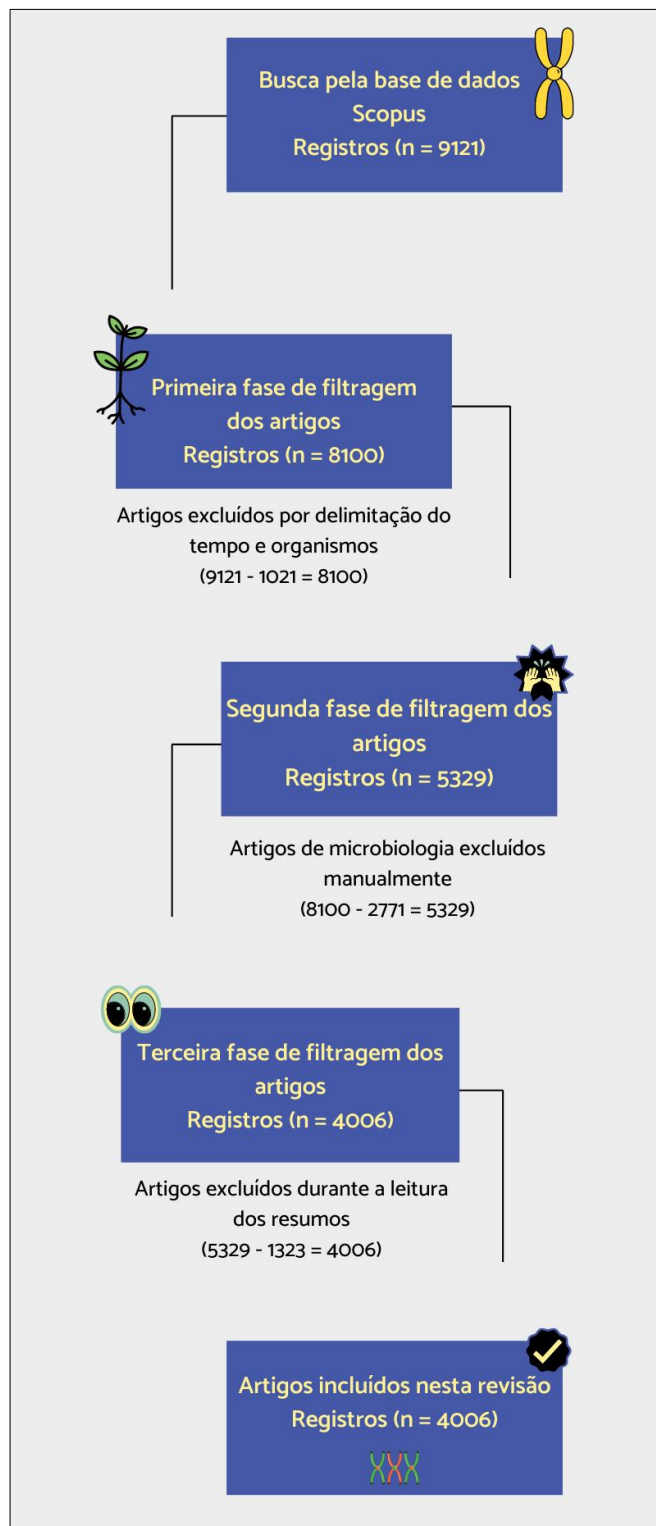 Busca pela base de dados
Scopus
Registros (n = 9121)
Primeira fase de filtragem
dos artigos
Registros (n = 8100)
Artigos excluídos por delimitação do
tempo e organismos
(9121 - 1021 = 8100)
Segunda fase de filtragem dos
artigos
Registros (n = 5329)
Artigos de microbiologia excluídos
manualmente
(8100 - 2771 = 5329)
Terceira fase de filtragem dos
artigos
Registros (n = 4006)
Artigos excluídos durante a leitura
dos resumos
(5329 - 1323 = 4006)
Artigos incluídos nesta revisão
Registros (n = 4006)